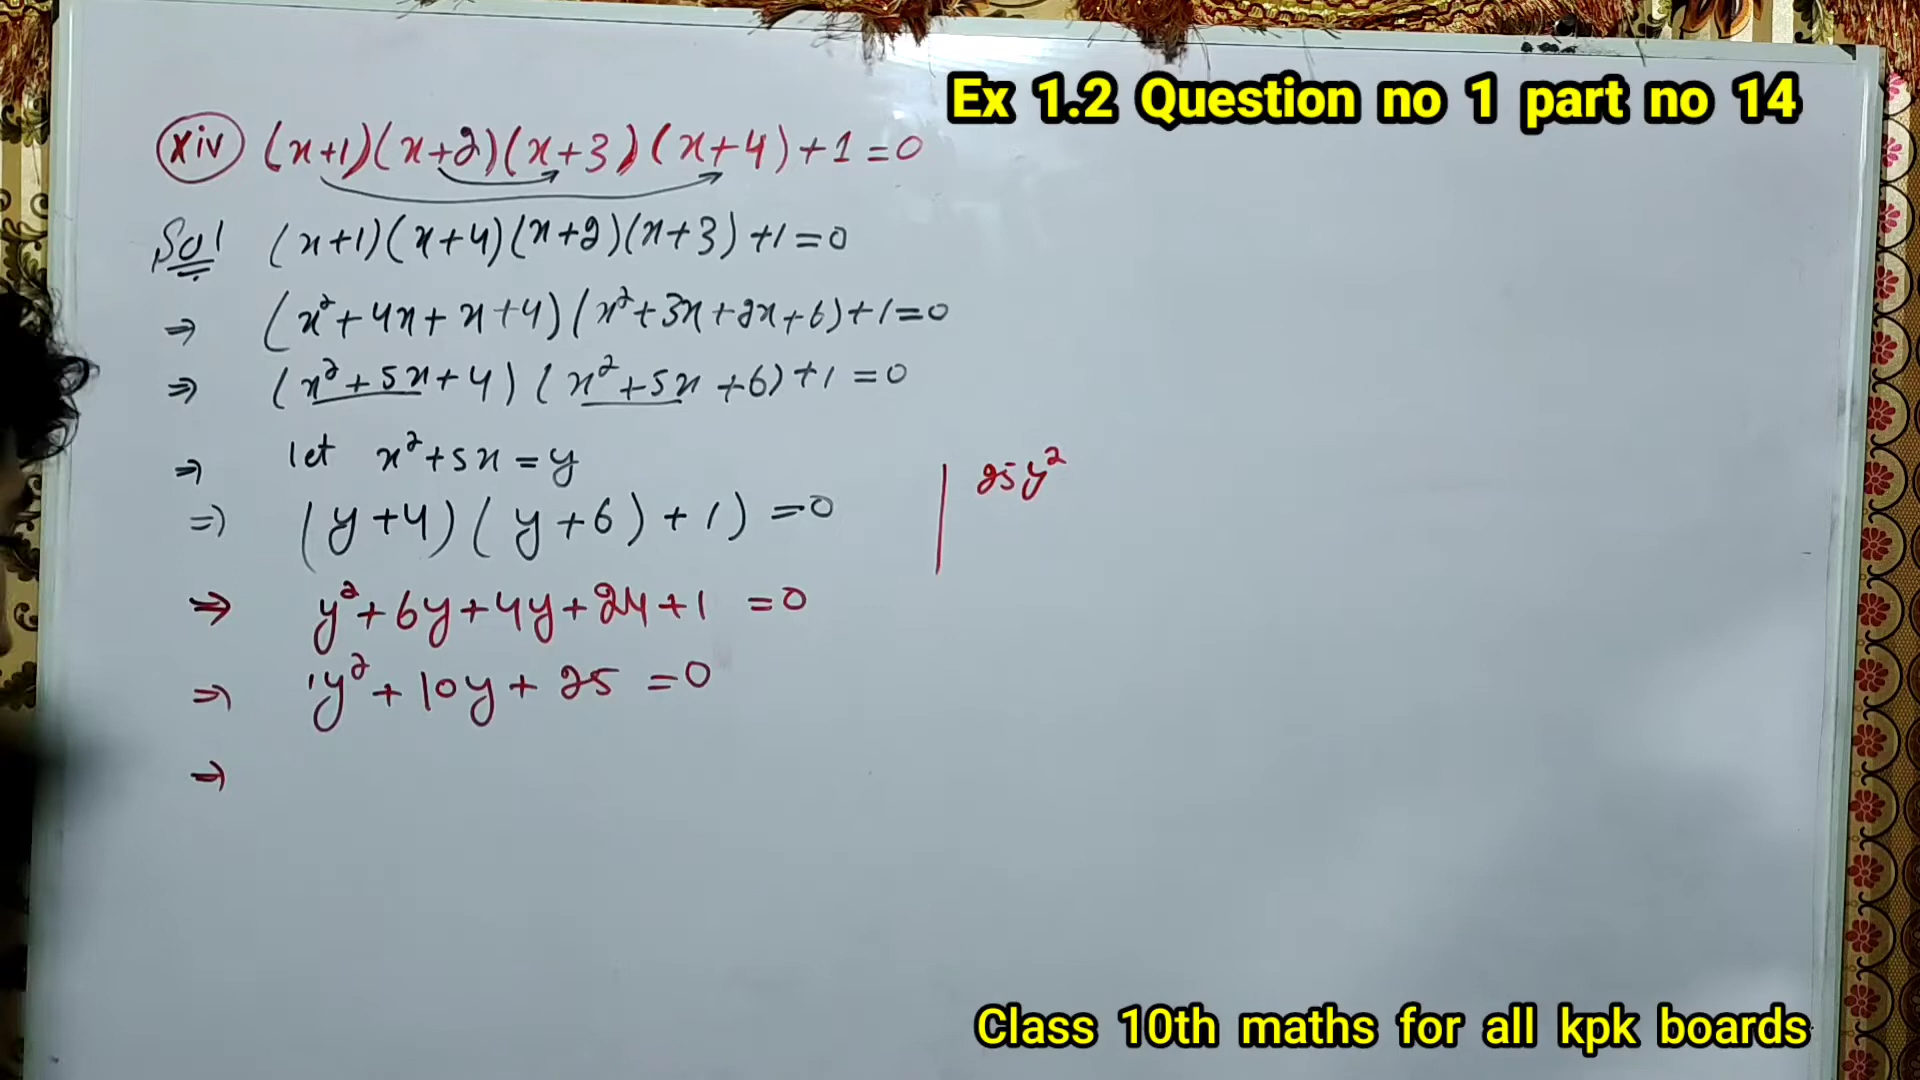 Ex 1.2 Question no 1 part no 14
xiv (x+1)(x+2)(x+3)(x+4)+1=0
Sol (x+1)(x+4)(x+2)(x+3)+1=0
⇒ (x²+4x+x+4)(x²+3x+2x+6)+1=0
⇒ (x²+5x+4)(x²+5x+6)+1=0
⇒ let x²+5x=y
⇒ (y+4)(y+6)+1)=0
25y²
⇒ y²+6y+4y+24+1=0
⇒ 'y²+10y+25=0
⇒
Class 10th maths for all kpk boards